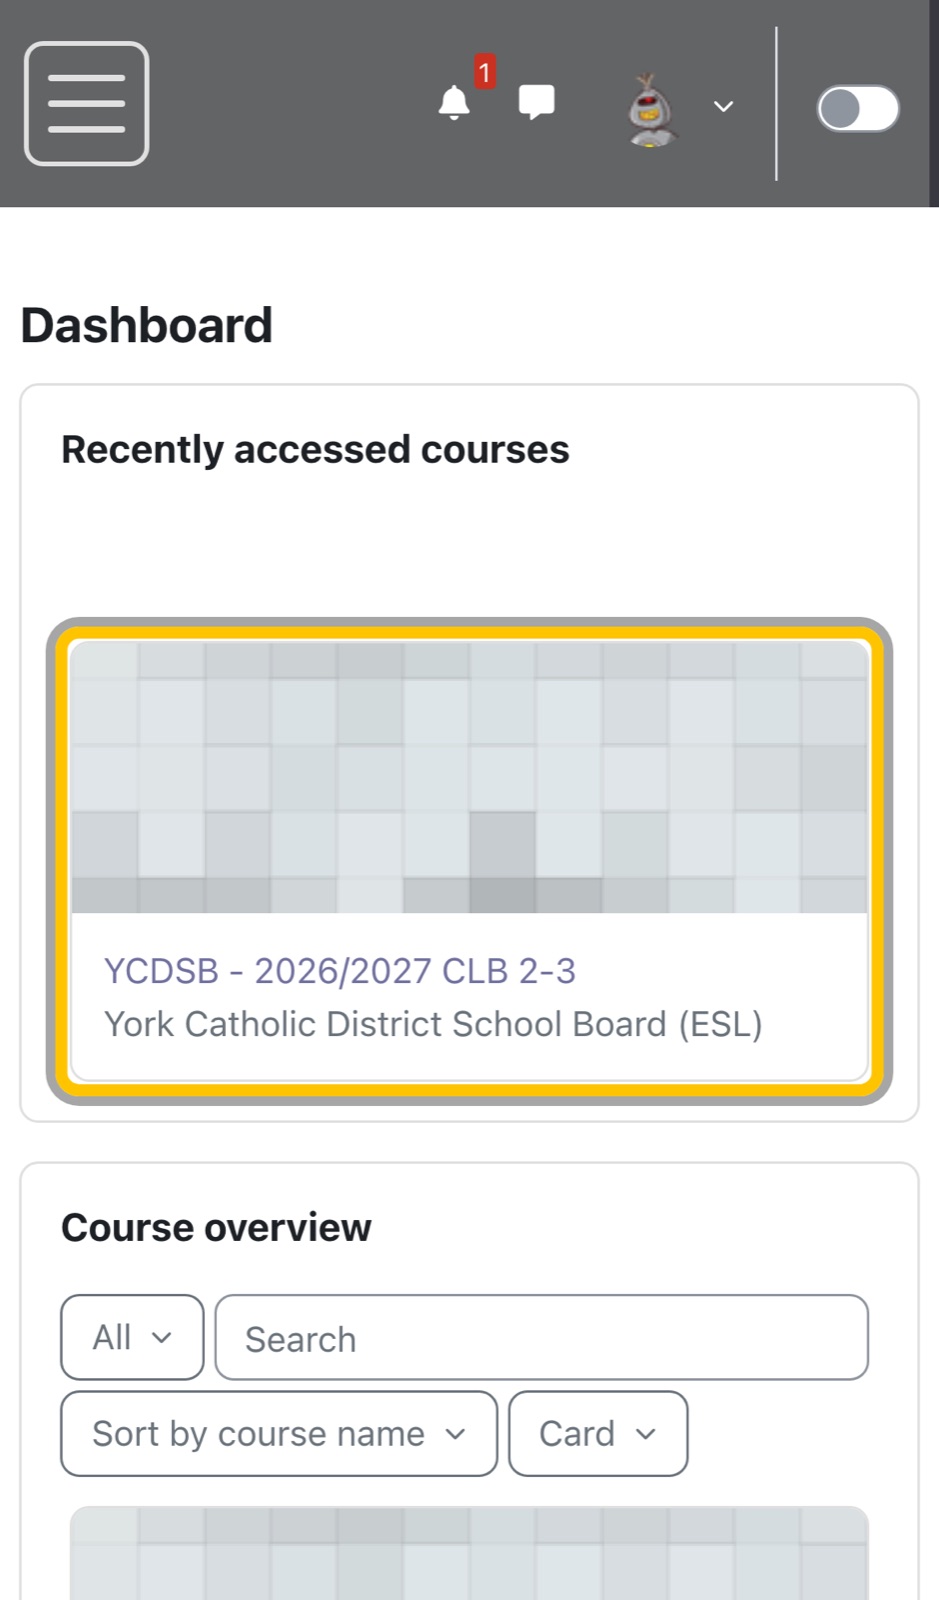 1
Dashboard
Recently accessed courses
YCDSB - 2026/2027 CLB 2-3
York Catholic District School Board (ESL)
Course overview
All
Search
Sort by course name
Card